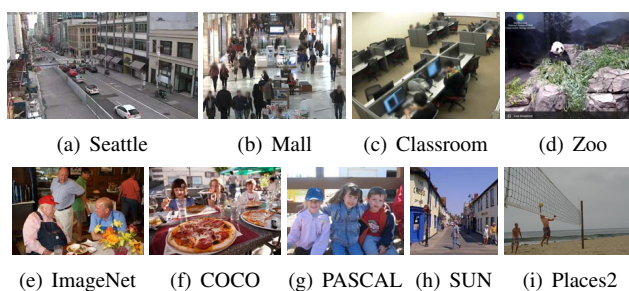 (a) Seattle (b) Mall (c) Classroom (d) Zoo
(e) ImageNet (f) COCO (g) PASCAL (h) SUN (i) Places2